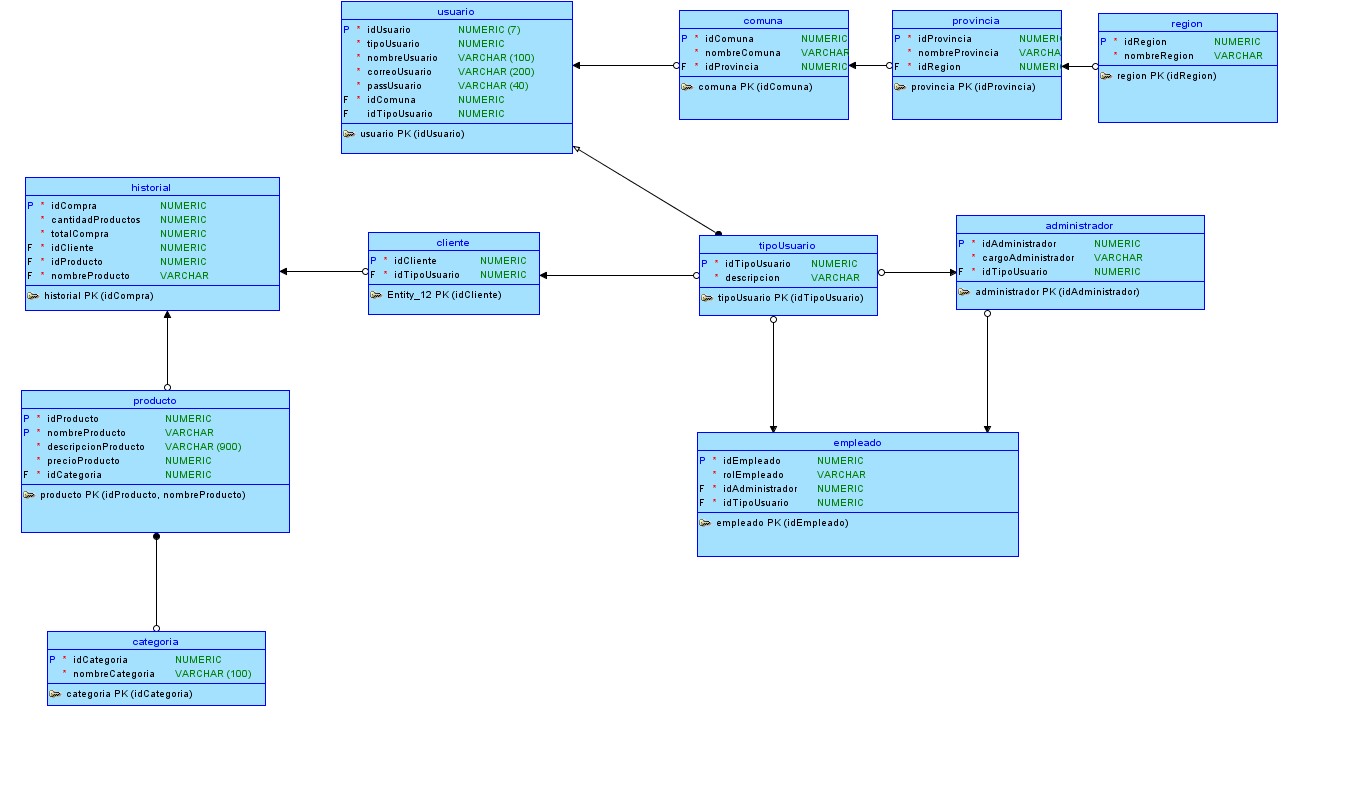 usuario
P * idUsuario NUMERIC (7)
* tipoUsuario NUMERIC
* nombreUsuario VARCHAR (100)
* correoUsuario VARCHAR (200)
* passUsuario VARCHAR (40)
F * idComuna NUMERIC
F idTipoUsuario NUMERIC
usuario PK (idUsuario)
comuna
P * idComuna NUMERIC
* nombreComuna VARCHAR
F * idProvincia NUMERIC
comuna PK (idComuna)
provincia
P * idProvincia NUMERI
* nombreProvincia VARCHA
F * idRegion NUMERI
provincia PK (idProvincia)
region
P * idRegion NUMERIC
* nombreRegion VARCHAR
region PK (idRegion)
historial
P * idCompra NUMERIC
* cantidadProductos NUMERIC
* totalCompra NUMERIC
F * idCliente NUMERIC
F * idProducto NUMERIC
F * nombreProducto VARCHAR
historial PK (idCompra)
cliente
P * idCliente NUMERIC
F * idTipoUsuario NUMERIC
Entity_12 PK (idCliente)
tipoUsuario
P * idTipoUsuario NUMERIC
* descripcion VARCHAR
tipoUsuario PK (idTipoUsuario)
administrador
P * idAdministrador NUMERIC
* cargoAdministrador VARCHAR
F * idTipoUsuario NUMERIC
administrador PK (idAdministrador)
producto
P * idProducto NUMERIC
P * nombreProducto VARCHAR
* descripcionProducto VARCHAR (900)
* precioProducto NUMERIC
F * idCategoria NUMERIC
producto PK (idProducto, nombreProducto)
empleado
P * idEmpleado NUMERIC
* rolEmpleado VARCHAR
F * idAdministrador NUMERIC
F * idTipoUsuario NUMERIC
empleado PK (idEmpleado)
categoria
P * idCategoria NUMERIC
* nombreCategoria VARCHAR (100)
categoria PK (idCategoria)